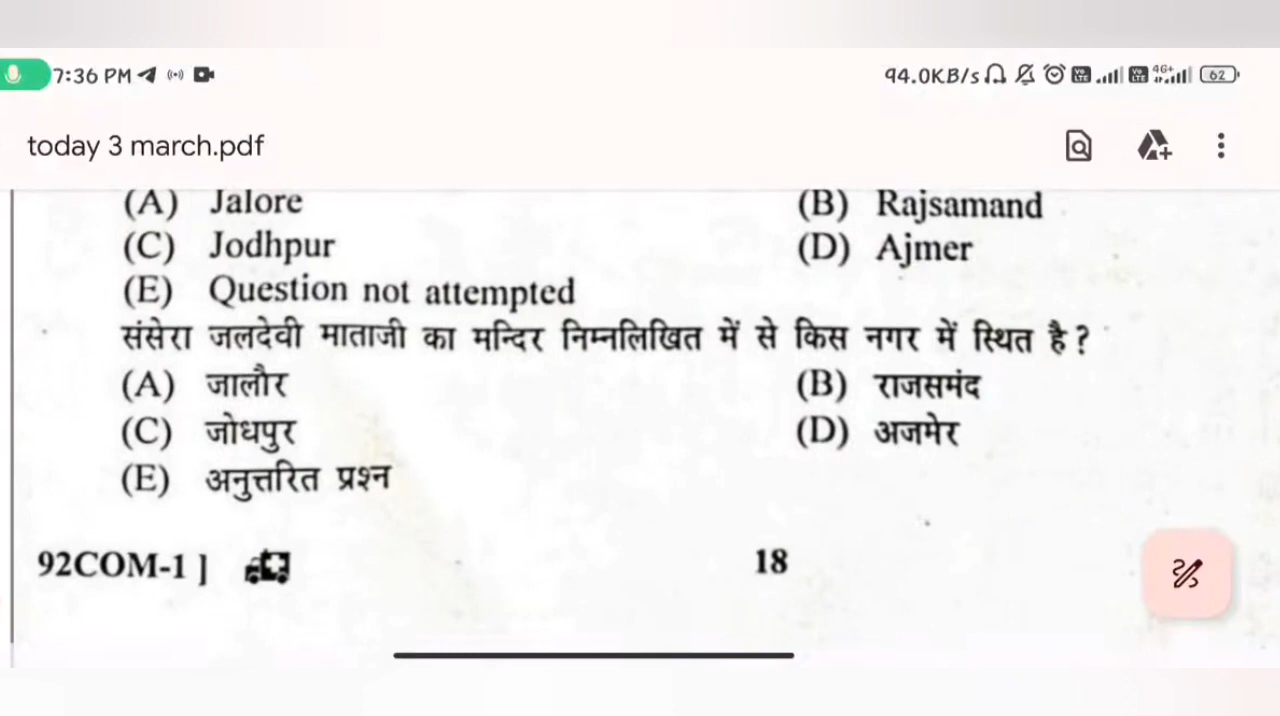 7:36 PM
94.0KB/s 4G+ 62
today 3 march.pdf
(A) Jalore (B) Rajsamand
(C) Jodhpur (D) Ajmer
(E) Question not attempted
संसेरा जलदेवी माताजी का मन्दिर निम्नलिखित में से किस नगर में स्थित है ?
(A) जालौर (B) राजसमंद
(C) जोधपुर (D) अजमेर
(E) अनुत्तरित प्रश्न
92COM-1 ] 18